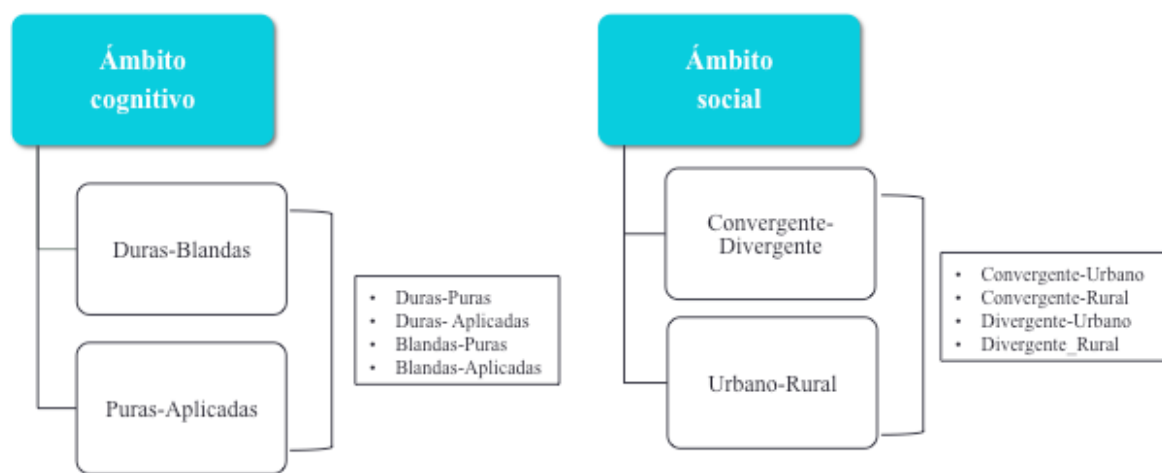 Ámbito
cognitivo
Duras-Blandas
Puras-Aplicadas
• Duras-Puras
• Duras- Aplicadas
• Blandas-Puras
• Blandas-Aplicadas
Ámbito
social
Convergente-
Divergente
Urbano-Rural
• Convergente-Urbano
• Convergente-Rural
• Divergente-Urbano
• Divergente_Rural